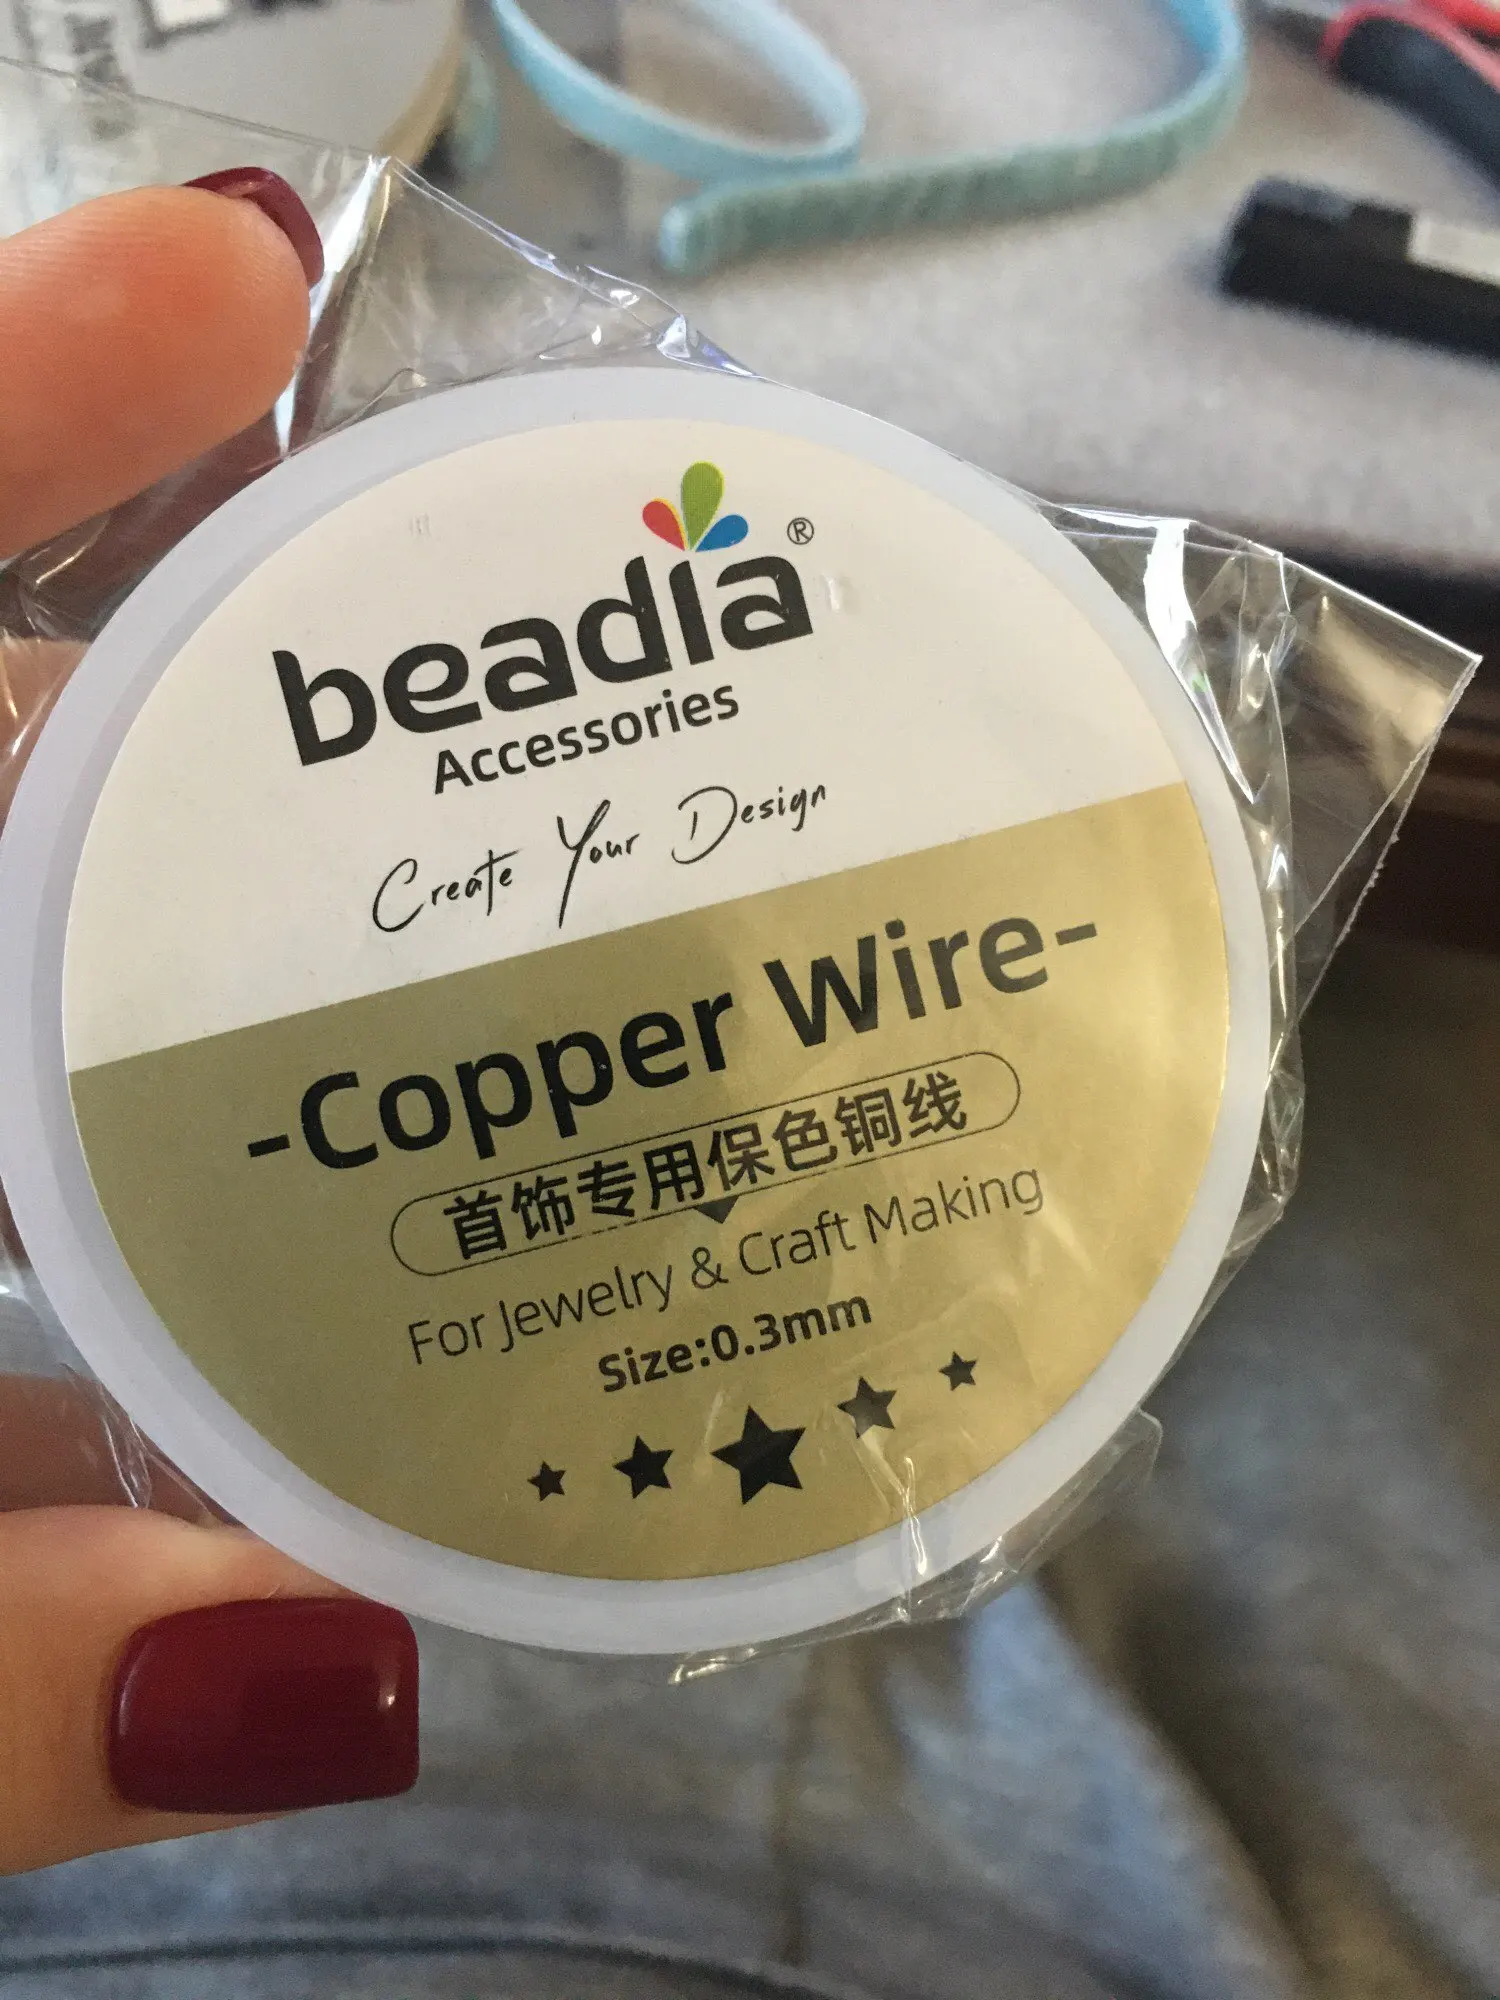 beadia®
Accessories
Create Your Design
-Copper Wire-
首饰专用保色铜线
For Jewelry & Craft Making
Size:0.3mm